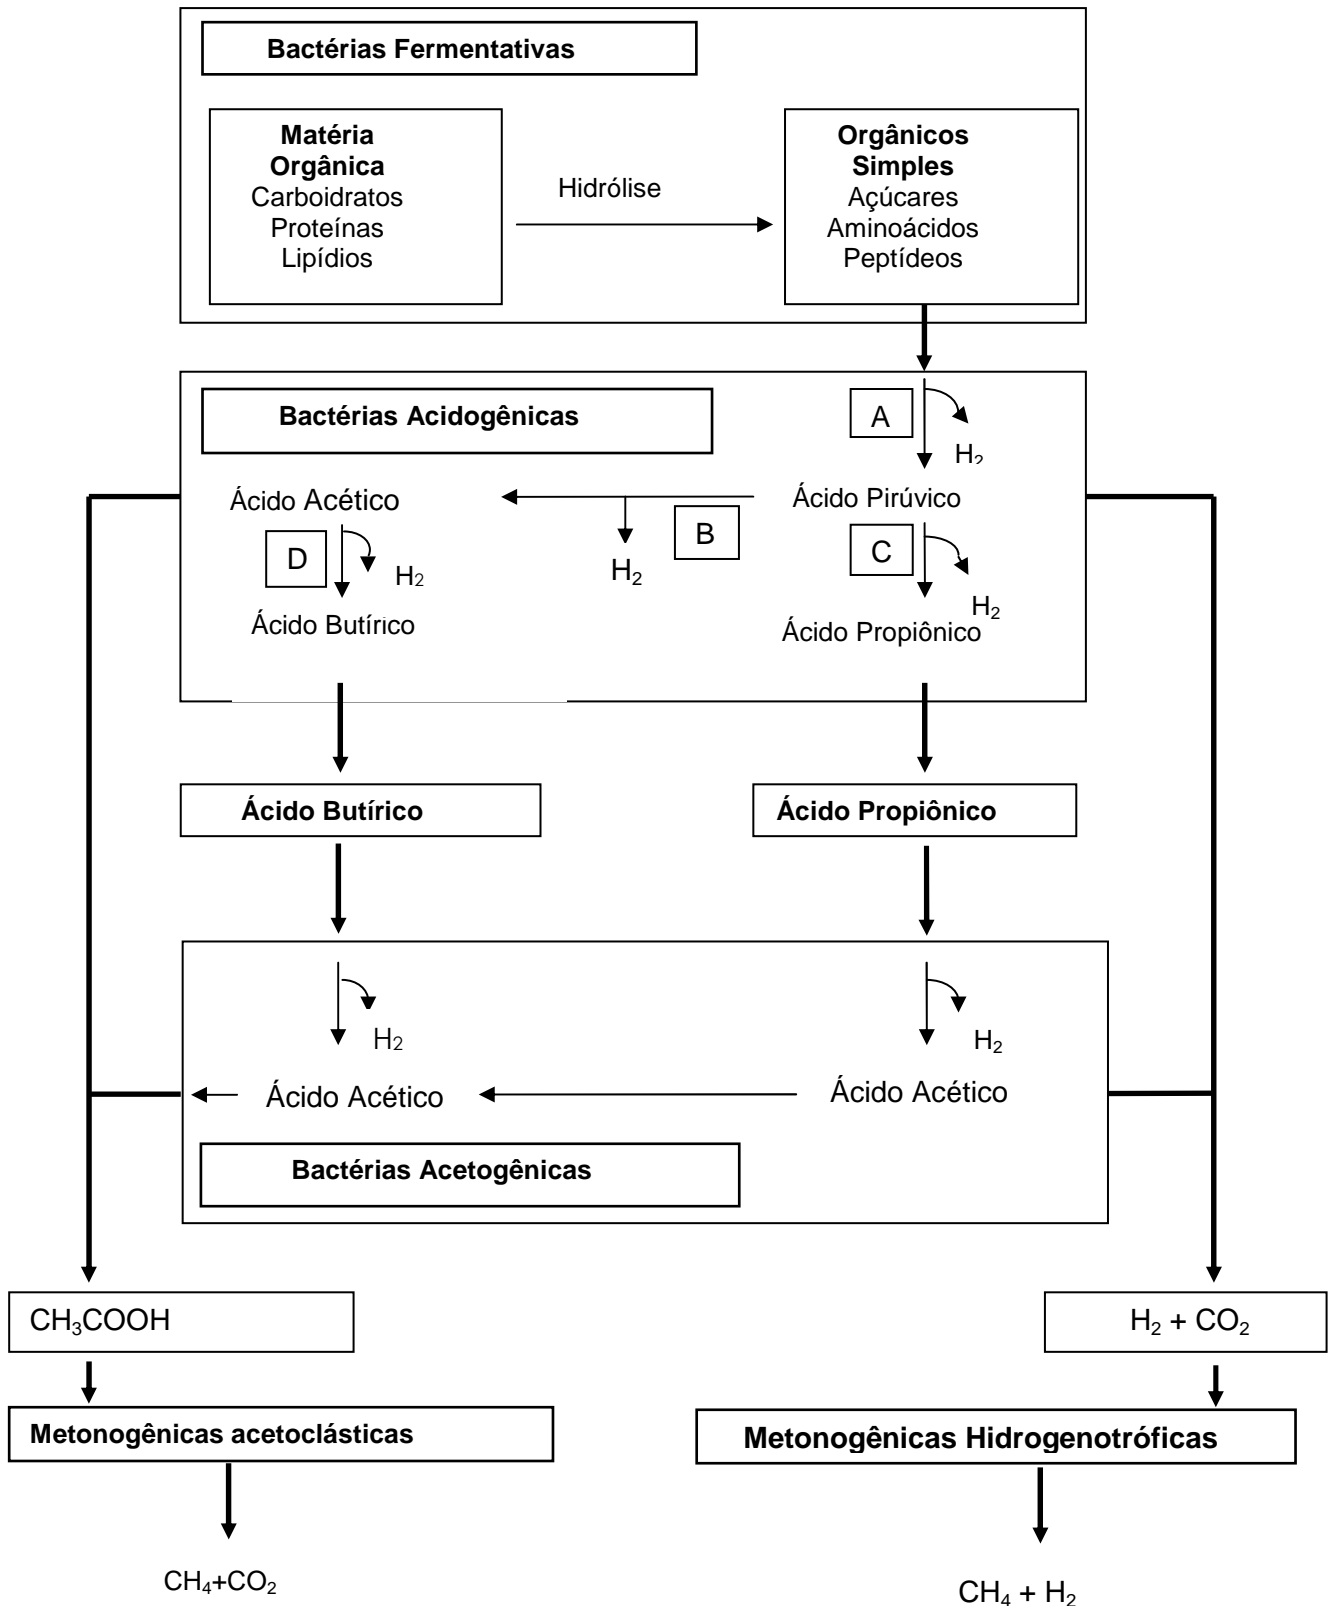 Bactérias Fermentativas
Matéria
Orgânica
Carboidratos
Proteínas
Lipídios
Hidrólise
Orgânicos
Simples
Açúcares
Aminoácidos
Peptídeos
Bactérias Acidogênicas
A
H₂
Ácido Acético
Ácido Pirúvico
D
H₂
H₂
B
C
H₂
Ácido Butírico
Ácido Propiônico
Ácido Butírico
Ácido Propiônico
H₂
H₂
Ácido Acético
Ácido Acético
Bactérias Acetogênicas
CH₃COOH
H₂ + CO₂
Metonogênicas acetoclásticas
Metonogênicas Hidrogenotróficas
CH₄+CO₂
CH₄ + H₂